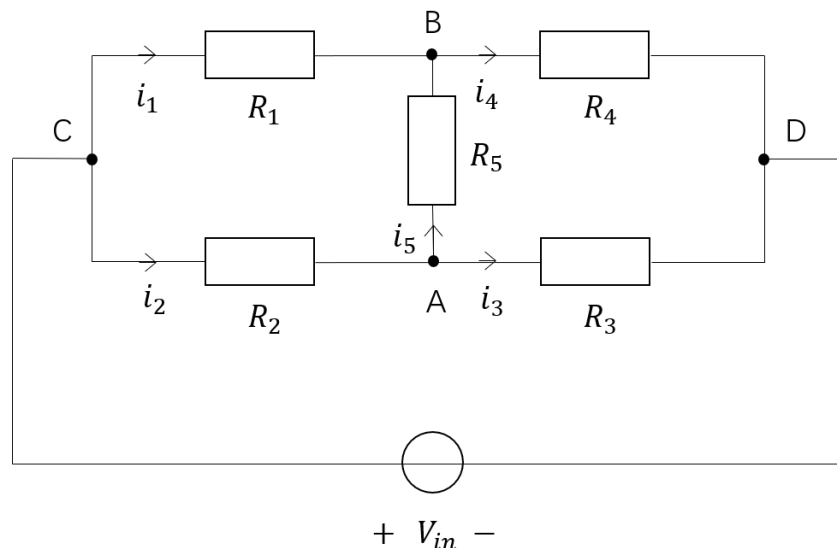 B
i₁ R₁ i₄ R₄
C D
R₅
i₅
i₂ R₂ A i₃ R₃
+ Vᵢₙ −